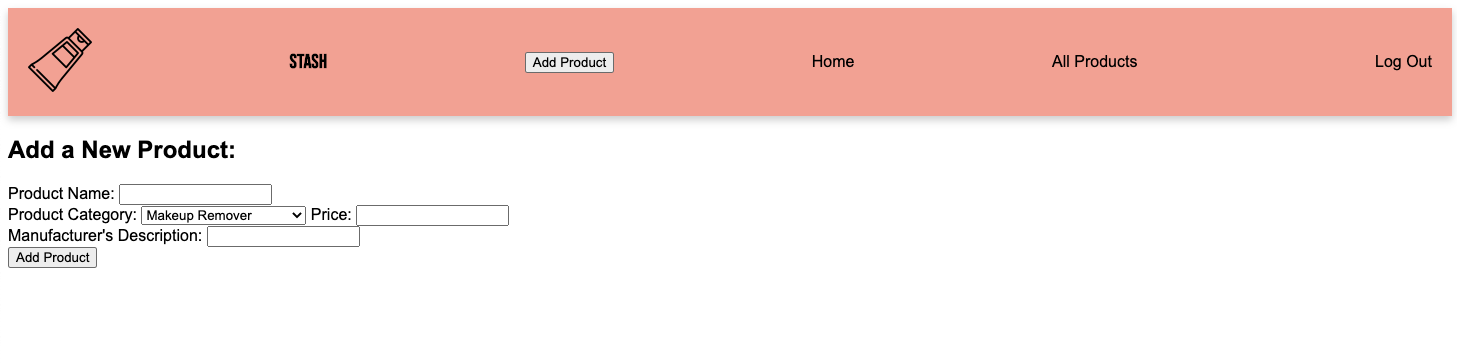 STASH Add Product Home All Products Log Out
Add a New Product:
Product Name:
Product Category: Makeup Remover Price:
Manufacturer's Description:
Add Product